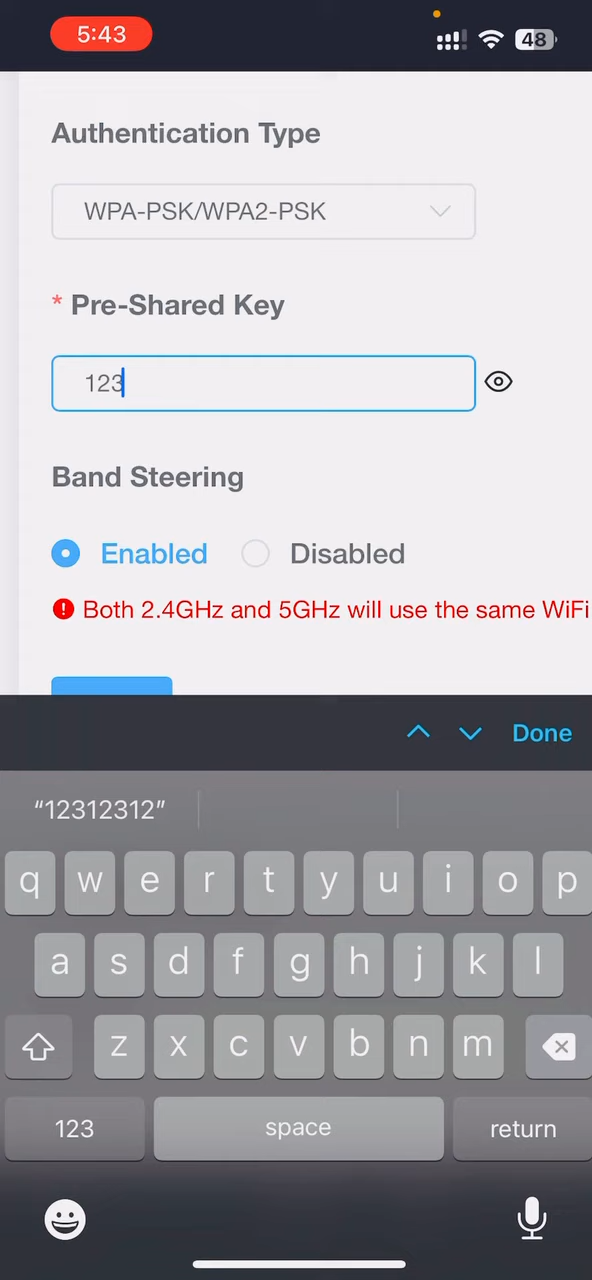 5:43
48
Authentication Type
WPA-PSK/WPA2-PSK
* Pre-Shared Key
123
Band Steering
Enabled Disabled
Both 2.4GHz and 5GHz will use the same WiFi
Done
“12312312”
q w e r t y u i o p
a s d f g h j k l
z x c v b n m
123 space return